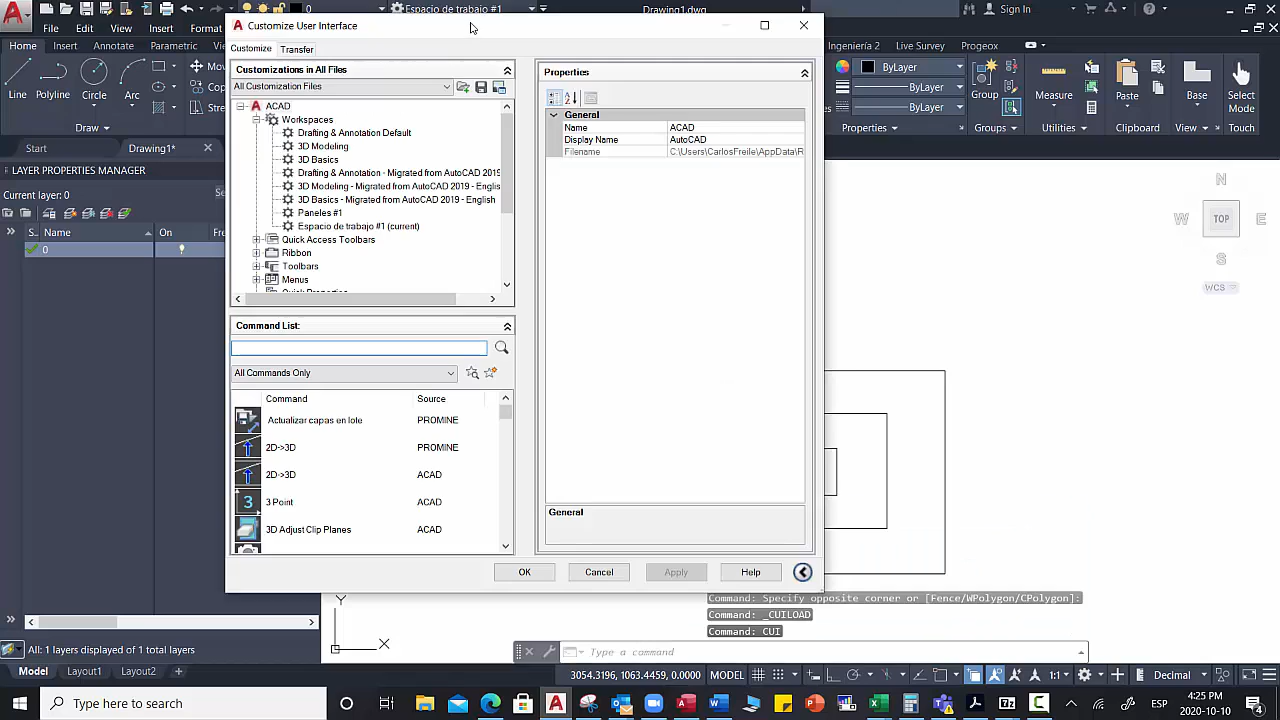 Espacio de trabajo #1
Drawing1.dwg
Sign In
File Edit View Insert Format
Customize User Interface
Home Insert Annotate Parametric
Ingeniería 2 Live Survey Progeox
Customize Transfer
Customizations in All Files
All Customization Files
ACAD
Workspaces
Drafting & Annotation Default
3D Modeling
3D Basics
Drafting & Annotation - Migrated from AutoCAD 2019
3D Modeling - Migrated from AutoCAD 2019 - Englis
3D Basics - Migrated from AutoCAD 2019 - English
Paneles #1
Espacio de trabajo #1 (current)
Quick Access Toolbars
Ribbon
Toolbars
Menus
Quick Properties
Properties
General
Name ACAD
Display Name AutoCAD
Filename C:\Users\CarlosFreile\AppData\R
General
Command List:
All Commands Only
Command Source
Actualizar capas en lote PROMINE
2D->3D PROMINE
2D->3D ACAD
3 Point ACAD
3D Adjust Clip Planes ACAD
OK Cancel Apply Help
Line Polyline Circle Arc
Mov
Cop
Stre
Draw
ByLayer
ByLayer
ByLayer
Properties
Group
Groups
Measure
Utilities
Paste
Clipboard
Base
View
Select
Mode
Touch
Start Drawing1*
LAYER PROPERTIES MANAGER
Current layer: 0
Se
S.. Name On Fre
0
All: 1 layers displayed of 1 total layers
N
W TOP E
S
WCS
Y
X
Command: Specify opposite corner or [Fence/WPolygon/CPolygon]:
Command: _CUILOAD
Command: CUI
Type a command
Model Layout1 Layout2 +
3054.3196, 1063.4459, 0.0000 MODEL
1:1
Decimal
Type here to search
ESP
4:25 PM
2020-10-10